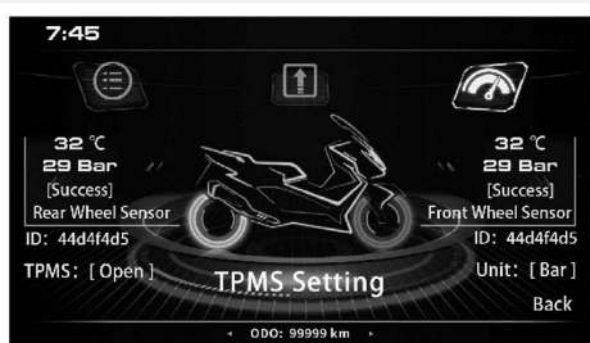 7:45
32 ℃
29 Bar
[Success]
Rear Wheel Sensor
ID: 44d4f4d5
TPMS: [ Open ]
32 ℃
29 Bar
[Success]
Front Wheel Sensor
ID: 44d4f4d5
Unit: [ Bar ]
TPMS Setting
Back
ODO: 99999 km